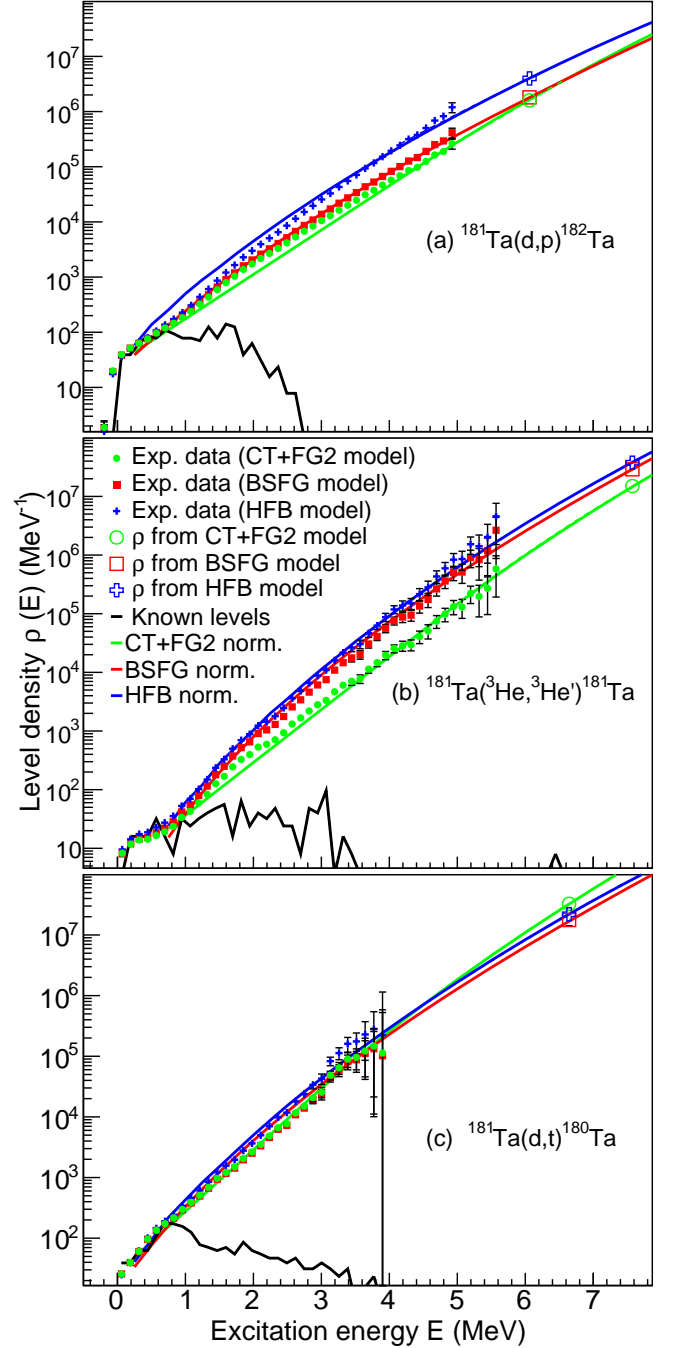 10^7
10^6
10^5
10^4
10^3
10^2
10
(a) ^181Ta(d,p)^182Ta
Level density ρ (E) (MeV^-1)
10^7
10^6
10^5
10^4
10^3
10^2
10
Exp. data (CT+FG2 model)
Exp. data (BSFG model)
Exp. data (HFB model)
ρ from CT+FG2 model
ρ from BSFG model
ρ from HFB model
Known levels
CT+FG2 norm.
BSFG norm.
HFB norm.
(b) ^181Ta(^3He,^3He')^181Ta
10^7
10^6
10^5
10^4
10^3
10^2
(c) ^181Ta(d,t)^180Ta
0 1 2 3 4 5 6 7
Excitation energy E (MeV)